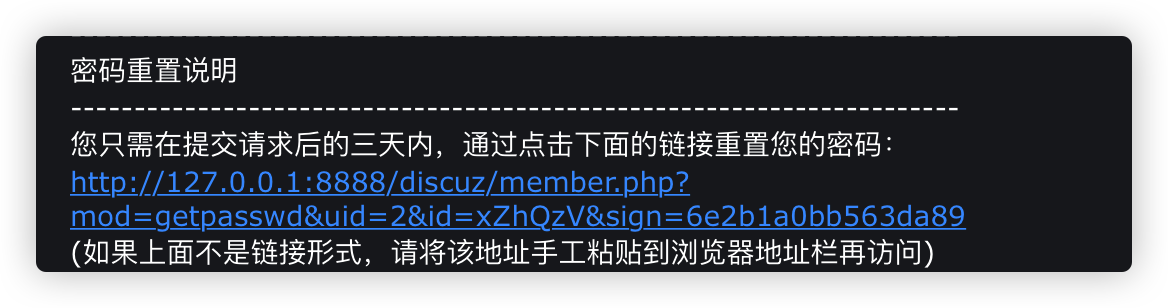 密码重置说明
----------------------------------------------------------------------
您只需在提交请求后的三天内，通过点击下面的链接重置您的密码：
http://127.0.0.1:8888/discuz/member.php?
mod=getpasswd&uid=2&id=xZhQzV&sign=6e2b1a0bb563da89
(如果上面不是链接形式，请将该地址手工粘贴到浏览器地址栏再访问)